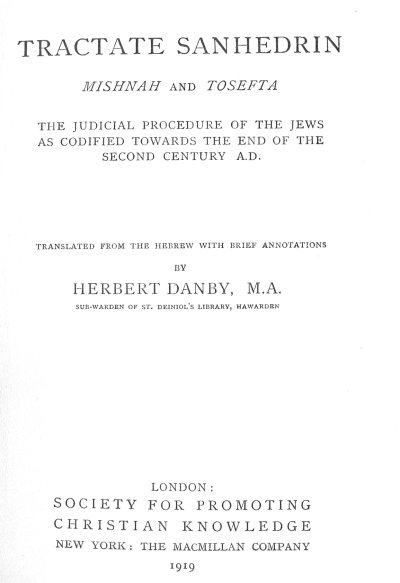 TRACTATE SANHEDRIN
MISHNAH AND TOSEFTA
THE JUDICIAL PROCEDURE OF THE JEWS
AS CODIFIED TOWARDS THE END OF THE
SECOND CENTURY A.D.
TRANSLATED FROM THE HEBREW WITH BRIEF ANNOTATIONS
BY
HERBERT DANBY, M.A.
SUB-WARDEN OF ST. DEINIOL'S LIBRARY, HAWARDEN
LONDON:
SOCIETY FOR PROMOTING
CHRISTIAN KNOWLEDGE
NEW YORK: THE MACMILLAN COMPANY
1919